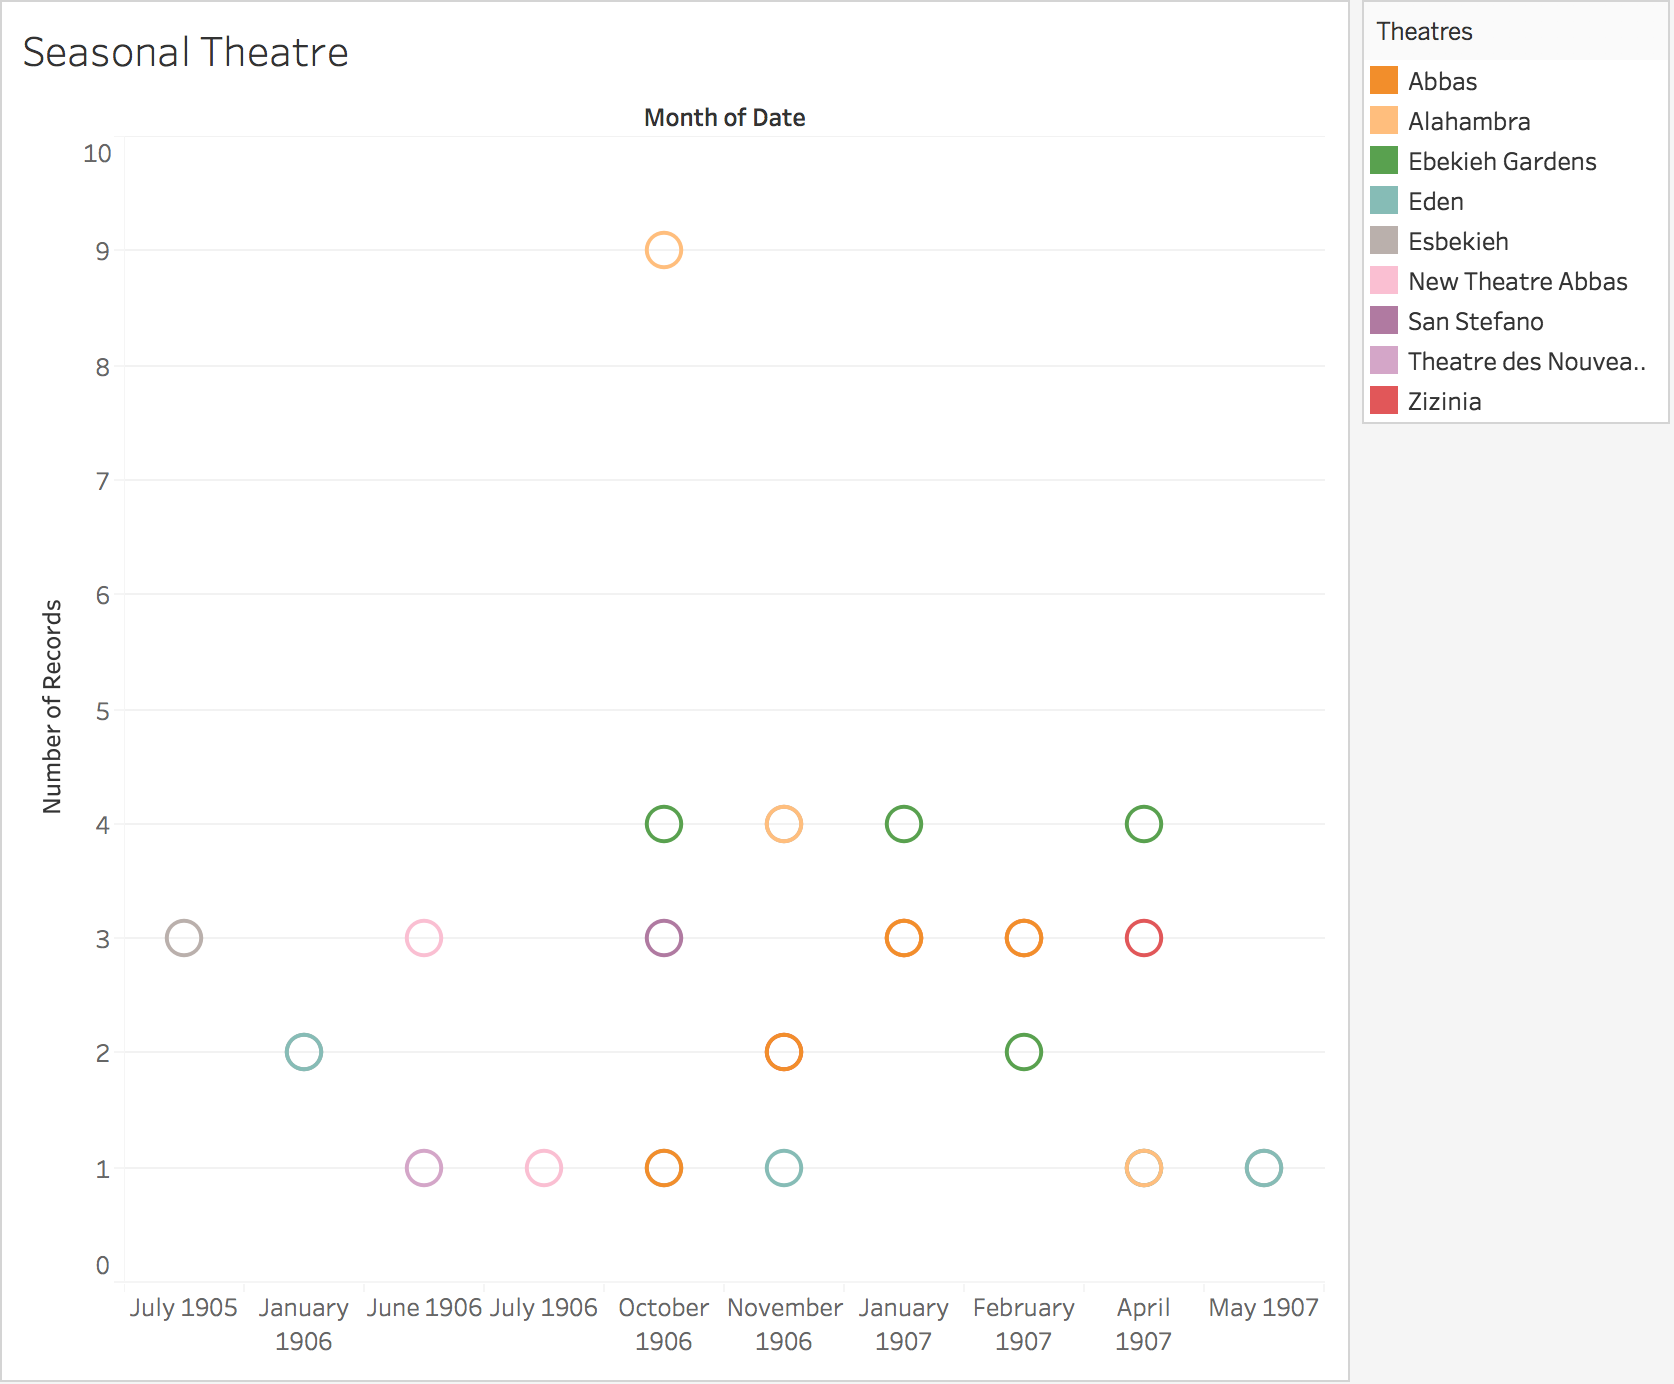 Seasonal Theatre
Month of Date
10
9
8
7
6
5
4
3
2
1
0
Number of Records
July 1905
January
1906
June 1906
July 1906
October
1906
November
1906
January
1907
February
1907
April
1907
May 1907
Theatres
Abbas
Alahambra
Ebekieh Gardens
Eden
Esbekieh
New Theatre Abbas
San Stefano
Theatre des Nouvea..
Zizinia